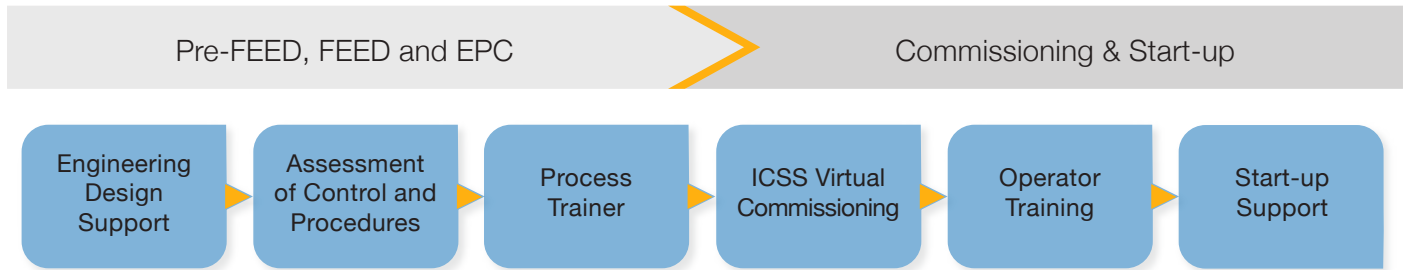 Pre-FEED, FEED and EPC
Commissioning & Start-up
Engineering
Design
Support
Assessment
of Control and
Procedures
Process
Trainer
ICSS Virtual
Commissioning
Operator
Training
Start-up
Support